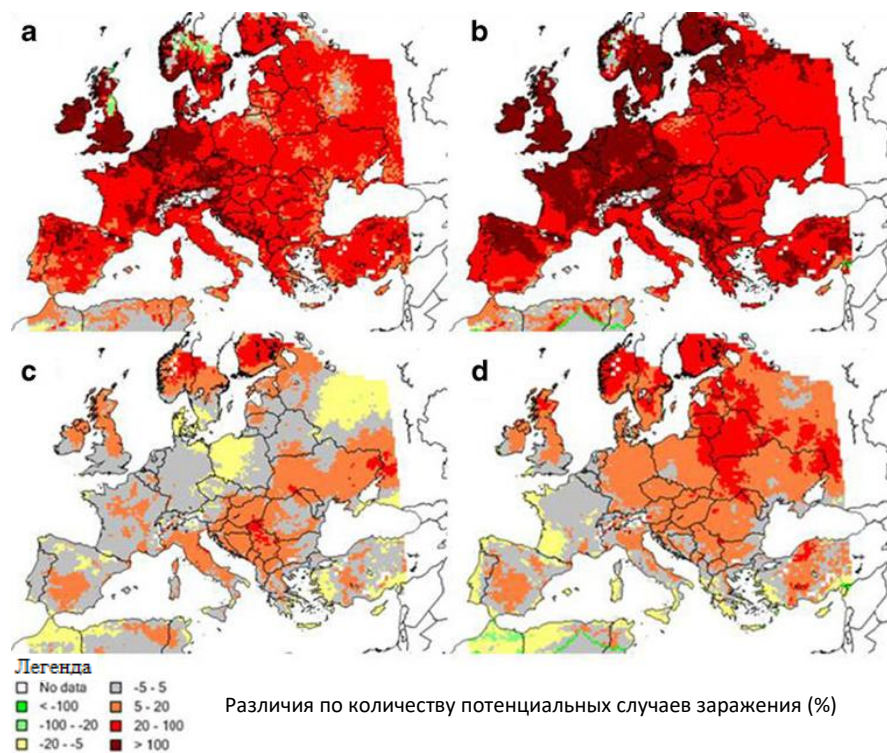 a
b
c
d
Легенда
No data
< -100
-100 - -20
-20 - -5
-5 - 5
5 - 20
20 - 100
> 100
Различия по количеству потенциальных случаев заражения (%)